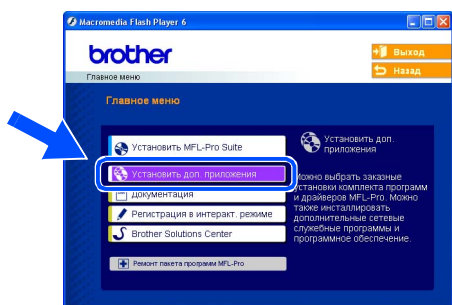 Macromedia Flash Player 6
brother
Выход
Назад
Главное меню
Главное меню
Установить MFL-Pro Suite
Установить доп. приложения
Документация
Регистрация в интеракт. режиме
Brother Solutions Center
Ремонт пакета программ MFL-Pro
Установить доп.
приложения
Можно выбрать заказные
установки комплекта программ
и драйверов MFL-Pro. Можно
также инсталлировать
дополнительные сетевые
служебные программы и
программное обеспечение.